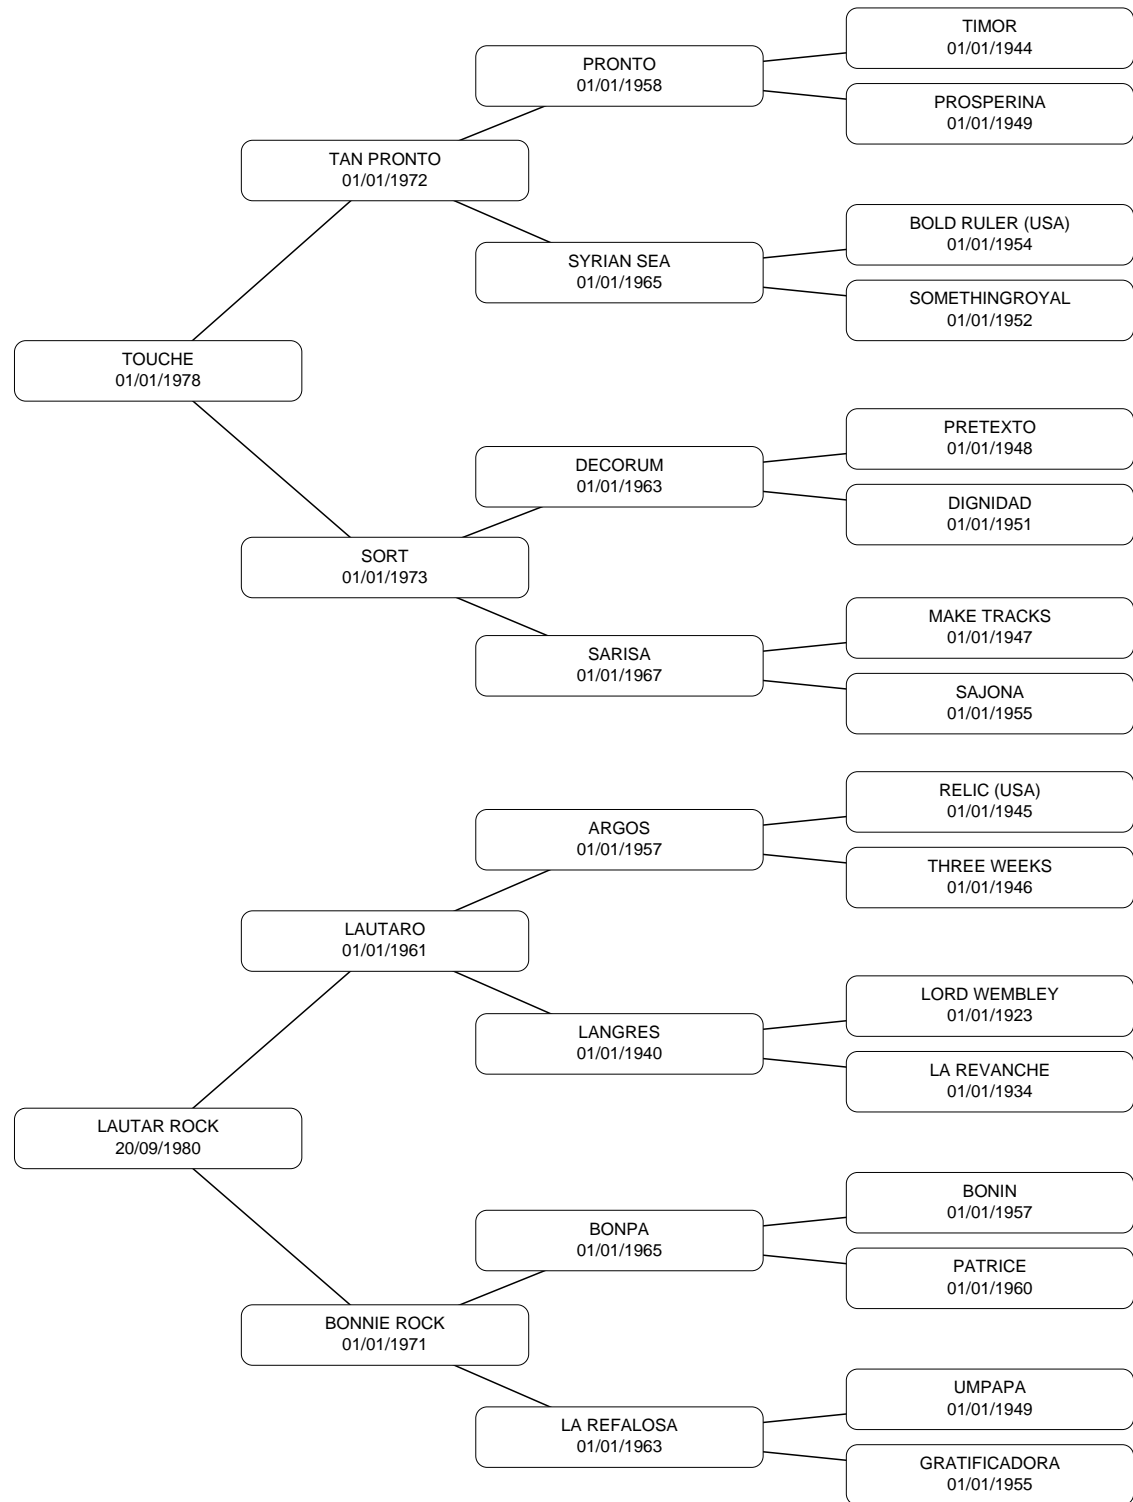 TIMOR
01/01/1944
PRONTO
01/01/1958
PROSPERINA
01/01/1949
TAN PRONTO
01/01/1972
BOLD RULER (USA)
01/01/1954
SYRIAN SEA
01/01/1965
SOMETHINGROYAL
01/01/1952
TOUCHE
01/01/1978
PRETEXTO
01/01/1948
DECORUM
01/01/1963
DIGNIDAD
01/01/1951
SORT
01/01/1973
MAKE TRACKS
01/01/1947
SARISA
01/01/1967
SAJONA
01/01/1955
RELIC (USA)
01/01/1945
ARGOS
01/01/1957
THREE WEEKS
01/01/1946
LAUTARO
01/01/1961
LORD WEMBLEY
01/01/1923
LANGRES
01/01/1940
LA REVANCHE
01/01/1934
LAUTAR ROCK
20/09/1980
BONIN
01/01/1957
BONPA
01/01/1965
PATRICE
01/01/1960
BONNIE ROCK
01/01/1971
UMPAPA
01/01/1949
LA REFALOSA
01/01/1963
GRATIFICADORA
01/01/1955